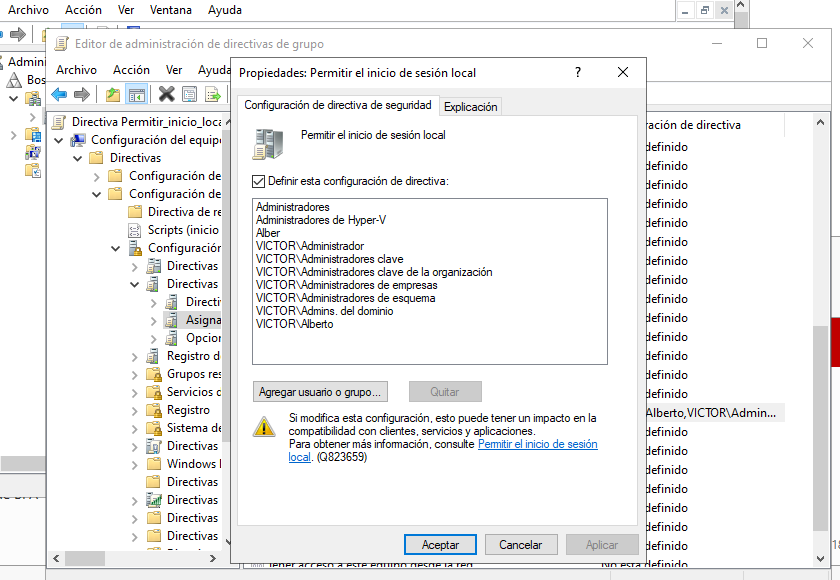 Archivo Acción Ver Ventana Ayuda
Editor de administración de directivas de grupo
Archivo Acción Ver Ayuda
Admini
Bos
Directiva Permitir_inicio_loca
Configuración del equip
Directivas
Configuración de
Configuración de
Directiva de re
Scripts (inicio
Configuración
Directivas
Directivas
Directi
Asigna
Opcion
Registro d
Grupos res
Servicios d
Registro
Sistema de
Directivas
Windows
Directivas
Directivas
Directivas
Directivas
Propiedades: Permitir el inicio de sesión local ?
Configuración de directiva de seguridad Explicación
Permitir el inicio de sesión local
Definir esta configuración de directiva:
Administradores
Administradores de Hyper-V
Alber
VICTOR\Administrador
VICTOR\Administradores clave
VICTOR\Administradores clave de la organización
VICTOR\Administradores de empresas
VICTOR\Administradores de esquema
VICTOR\Admins. del dominio
VICTOR\Alberto
Agregar usuario o grupo... Quitar
Si modifica esta configuración, esto puede tener un impacto en la
compatibilidad con clientes, servicios y aplicaciones.
Para obtener más información, consulte Permitir el inicio de sesión
local. (Q823659)
Aceptar Cancelar Aplicar
ración de directiva
definido
definido
definido
definido
definido
definido
definido
definido
definido
definido
definido
definido
definido
definido
Alberto,VICTOR\Admin...
definido
definido
definido
definido
definido
definido
definido
Tener acceso a este equipo desde la red No está definido